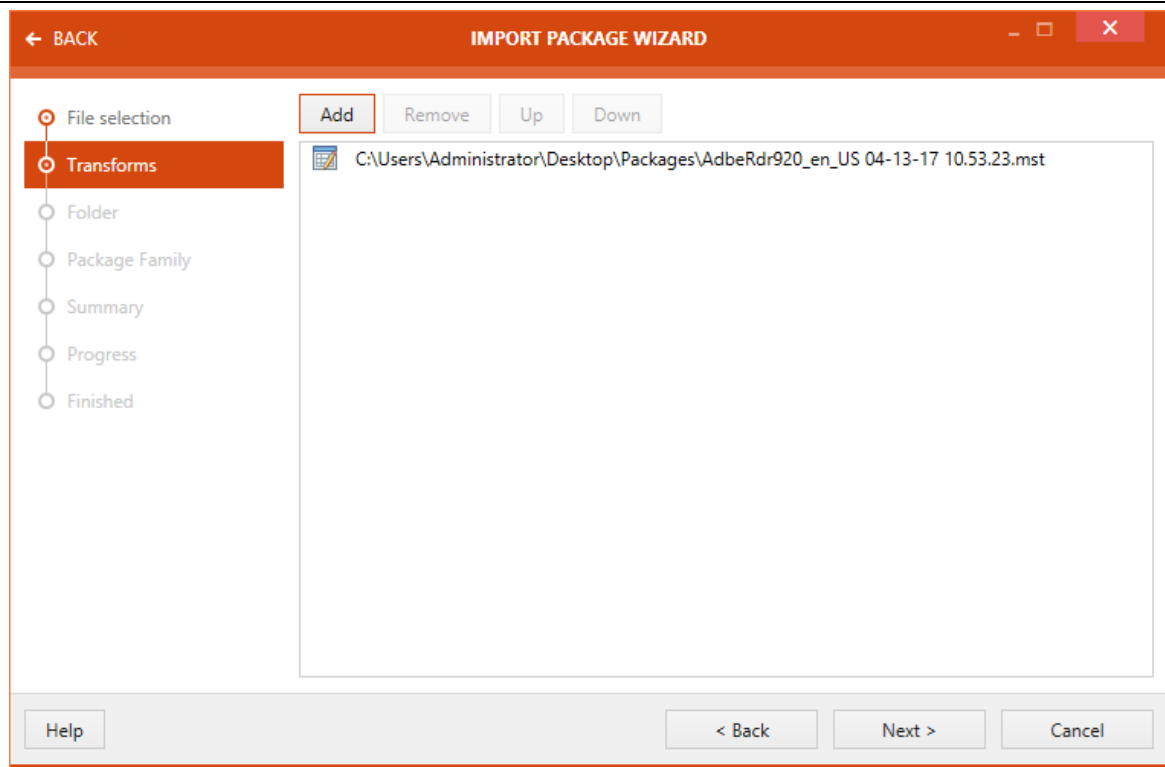 ← BACK
IMPORT PACKAGE WIZARD
File selection
Transforms
Folder
Package Family
Summary
Progress
Finished
Add Remove Up Down
C:\Users\Administrator\Desktop\Packages\AdbeRdr920_en_US 04-13-17 10.53.23.mst
Help < Back Next > Cancel